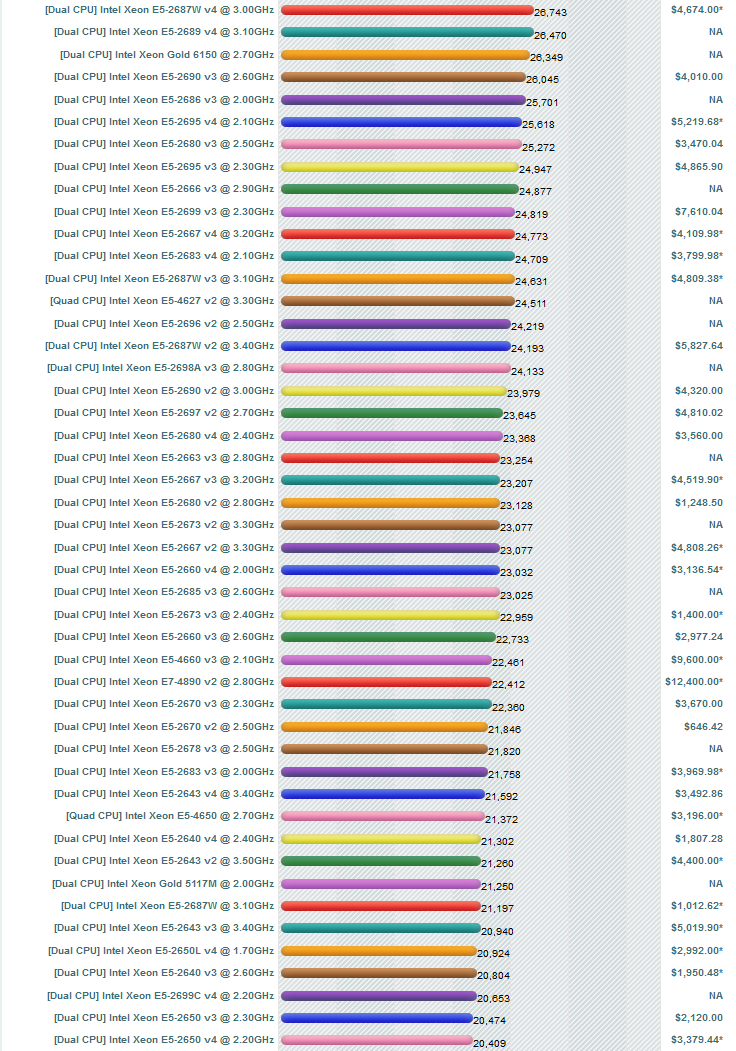 [Dual CPU] Intel Xeon E5-2687W v4 @ 3.00GHz 26,743 $4,674.00*
[Dual CPU] Intel Xeon E5-2689 v4 @ 3.10GHz 26,470 NA
[Dual CPU] Intel Xeon Gold 6150 @ 2.70GHz 26,349 NA
[Dual CPU] Intel Xeon E5-2690 v3 @ 2.60GHz 26,045 $4,010.00
[Dual CPU] Intel Xeon E5-2686 v3 @ 2.00GHz 25,701 NA
[Dual CPU] Intel Xeon E5-2695 v4 @ 2.10GHz 25,618 $5,219.68*
[Dual CPU] Intel Xeon E5-2680 v3 @ 2.50GHz 25,272 $3,470.04
[Dual CPU] Intel Xeon E5-2695 v3 @ 2.30GHz 24,947 $4,865.90
[Dual CPU] Intel Xeon E5-2666 v3 @ 2.90GHz 24,877 NA
[Dual CPU] Intel Xeon E5-2699 v3 @ 2.30GHz 24,819 $7,610.04
[Dual CPU] Intel Xeon E5-2667 v4 @ 3.20GHz 24,773 $4,109.98*
[Dual CPU] Intel Xeon E5-2683 v4 @ 2.10GHz 24,709 $3,799.98*
[Dual CPU] Intel Xeon E5-2687W v3 @ 3.10GHz 24,631 $4,809.38*
[Quad CPU] Intel Xeon E5-4627 v2 @ 3.30GHz 24,511 NA
[Dual CPU] Intel Xeon E5-2696 v2 @ 2.50GHz 24,219 NA
[Dual CPU] Intel Xeon E5-2687W v2 @ 3.40GHz 24,193 $5,827.64
[Dual CPU] Intel Xeon E5-2698A v3 @ 2.80GHz 24,133 NA
[Dual CPU] Intel Xeon E5-2690 v2 @ 3.00GHz 23,979 $4,320.00
[Dual CPU] Intel Xeon E5-2697 v2 @ 2.70GHz 23,645 $4,810.02
[Dual CPU] Intel Xeon E5-2680 v4 @ 2.40GHz 23,368 $3,560.00
[Dual CPU] Intel Xeon E5-2663 v3 @ 2.80GHz 23,254 NA
[Dual CPU] Intel Xeon E5-2667 v3 @ 3.20GHz 23,207 $4,519.90*
[Dual CPU] Intel Xeon E5-2680 v2 @ 2.80GHz 23,128 $1,248.50
[Dual CPU] Intel Xeon E5-2673 v2 @ 3.30GHz 23,077 NA
[Dual CPU] Intel Xeon E5-2667 v2 @ 3.30GHz 23,077 $4,808.26*
[Dual CPU] Intel Xeon E5-2660 v4 @ 2.00GHz 23,032 $3,136.54*
[Dual CPU] Intel Xeon E5-2685 v3 @ 2.60GHz 23,025 NA
[Dual CPU] Intel Xeon E5-2673 v3 @ 2.40GHz 22,959 $1,400.00*
[Dual CPU] Intel Xeon E5-2660 v3 @ 2.60GHz 22,733 $2,977.24
[Dual CPU] Intel Xeon E5-4660 v3 @ 2.10GHz 22,461 $9,600.00*
[Dual CPU] Intel Xeon E7-4890 v2 @ 2.80GHz 22,412 $12,400.00*
[Dual CPU] Intel Xeon E5-2670 v3 @ 2.30GHz 22,360 $3,670.00
[Dual CPU] Intel Xeon E5-2670 v2 @ 2.50GHz 21,846 $646.42
[Dual CPU] Intel Xeon E5-2678 v3 @ 2.50GHz 21,820 NA
[Dual CPU] Intel Xeon E5-2683 v3 @ 2.00GHz 21,758 $3,969.98*
[Dual CPU] Intel Xeon E5-2643 v4 @ 3.40GHz 21,592 $3,492.86
[Quad CPU] Intel Xeon E5-4650 @ 2.70GHz 21,372 $3,196.00*
[Dual CPU] Intel Xeon E5-2640 v4 @ 2.40GHz 21,302 $1,807.28
[Dual CPU] Intel Xeon E5-2643 v2 @ 3.50GHz 21,260 $4,400.00*
[Dual CPU] Intel Xeon Gold 5117M @ 2.00GHz 21,250 NA
[Dual CPU] Intel Xeon E5-2687W @ 3.10GHz 21,197 $1,012.62*
[Dual CPU] Intel Xeon E5-2643 v3 @ 3.40GHz 20,940 $5,019.90*
[Dual CPU] Intel Xeon E5-2650L v4 @ 1.70GHz 20,924 $2,992.00*
[Dual CPU] Intel Xeon E5-2640 v3 @ 2.60GHz 20,804 $1,950.48*
[Dual CPU] Intel Xeon E5-2699C v4 @ 2.20GHz 20,653 NA
[Dual CPU] Intel Xeon E5-2650 v3 @ 2.30GHz 20,474 $2,120.00
[Dual CPU] Intel Xeon E5-2650 v4 @ 2.20GHz 20,409 $3,379.44*